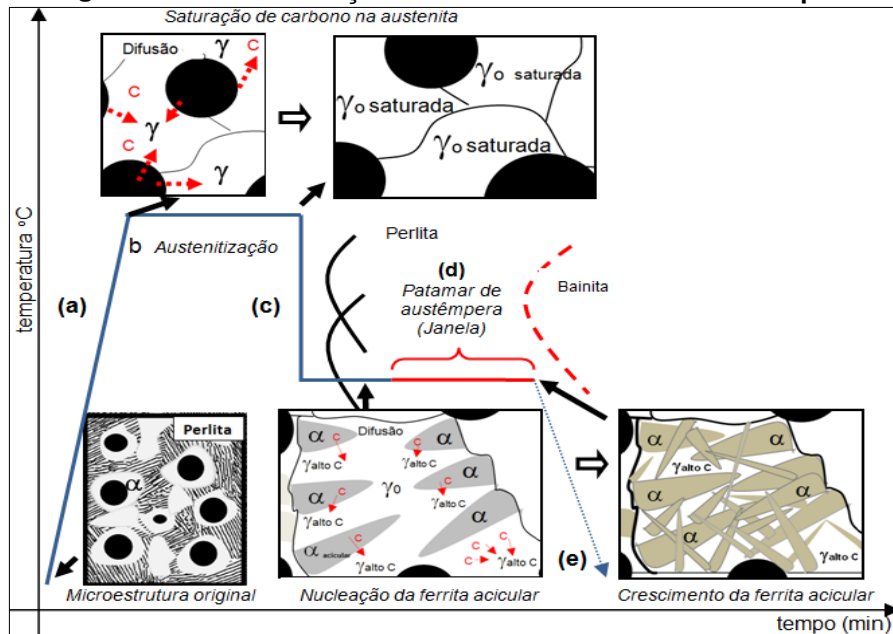 Saturação de carbono na austenita
Difusão
γ
C
C
γ
C
γ
γo saturada
γo saturada
γo saturada
temperatura ºC
b
Austenitização
Perlita
(a)
(c)
(d)
Patamar de
austêmpera
(Janela)
Bainita
Perlita
α
α
C
γalto C
Difusão
C
α
γalto C
α
C
γalto C
γo
C
α
γalto C
α acicular
C
γalto C
α
C
C
C
γalto C
(e)
α
γalto C
α
α
α
α
γalto C
Microestrutura original
Nucleação da ferrita acicular
Crescimento da ferrita acicular
tempo (min)